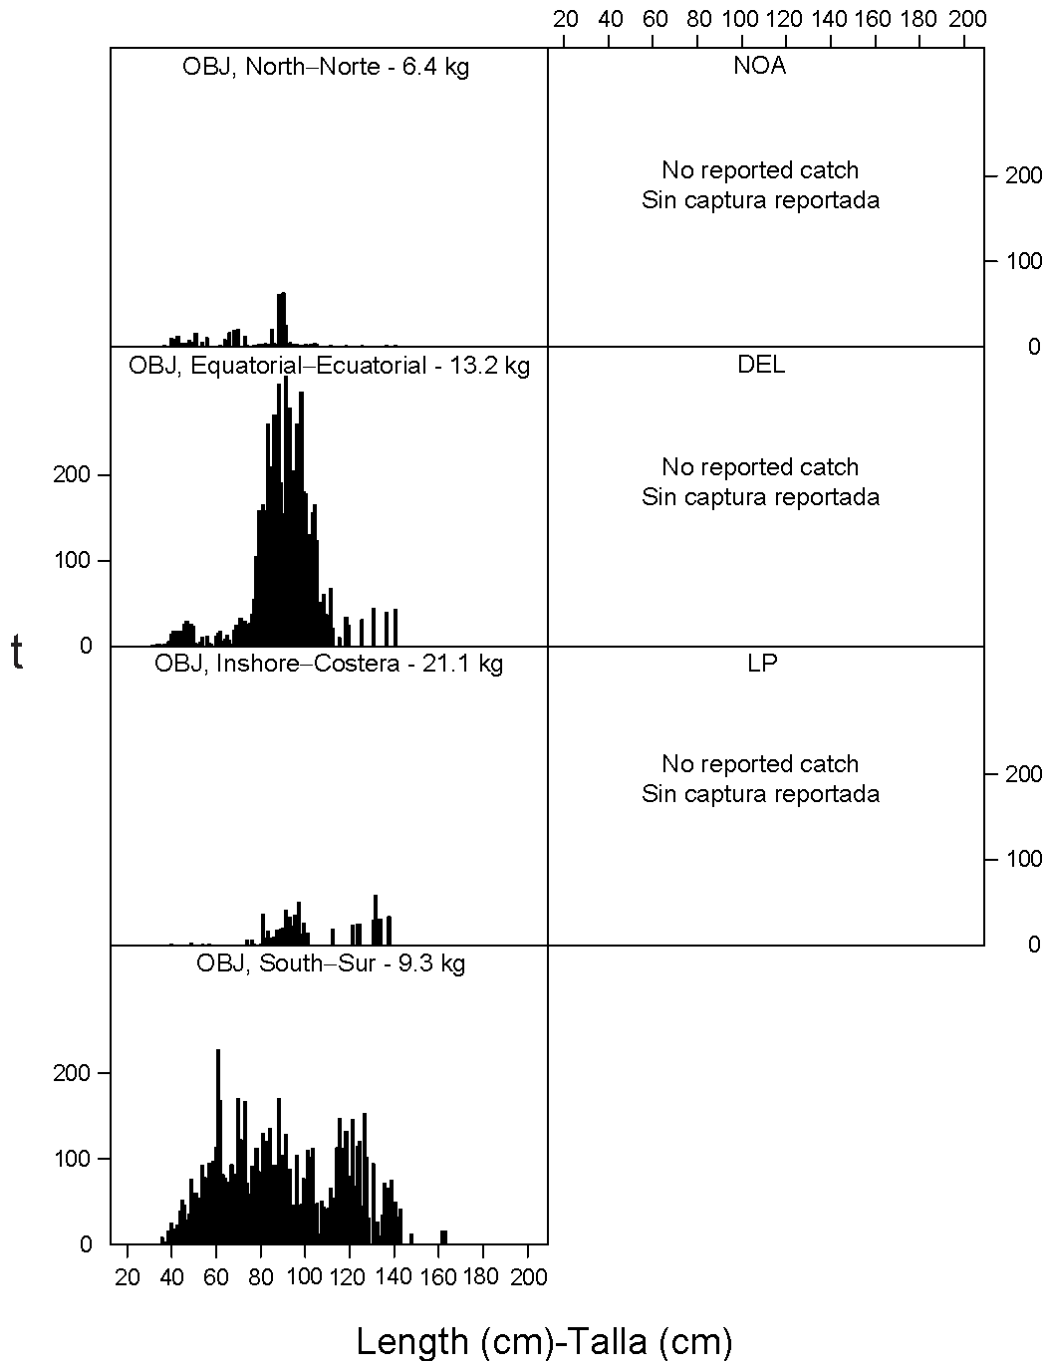 20 40 60 80 100 120 140 160 180 200
OBJ, North–Norte - 6.4 kg
NOA
No reported catch
Sin captura reportada
200
100
0
OBJ, Equatorial–Ecuatorial - 13.2 kg
DEL
200
100
0
No reported catch
Sin captura reportada
t
OBJ, Inshore–Costera - 21.1 kg
LP
No reported catch
Sin captura reportada
200
100
0
OBJ, South–Sur - 9.3 kg
200
100
0
20 40 60 80 100 120 140 160 180 200
Length (cm)-Talla (cm)